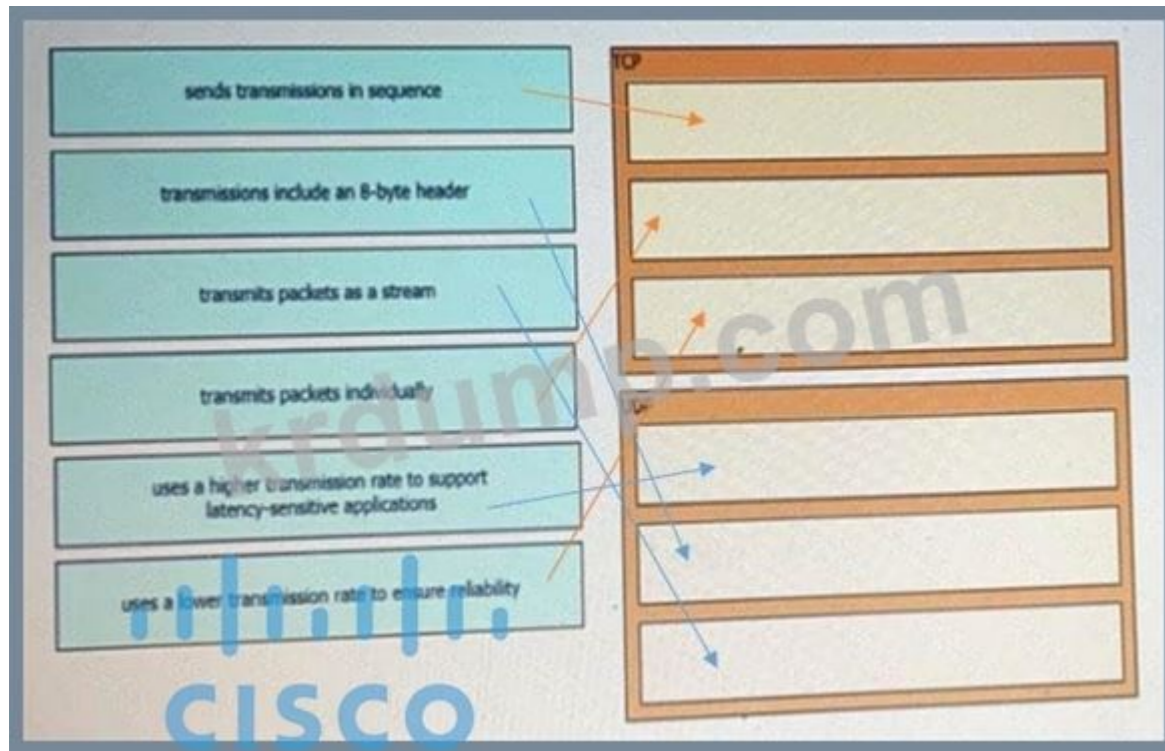 sends transmissions in sequence
transmissions include an 8-byte header
transmits packets as a stream
transmits packets individually
uses a higher transmission rate to support
latency-sensitive applications
uses a lower transmission rate to ensure reliability
TCP
UDP
krdump.com
CISCO